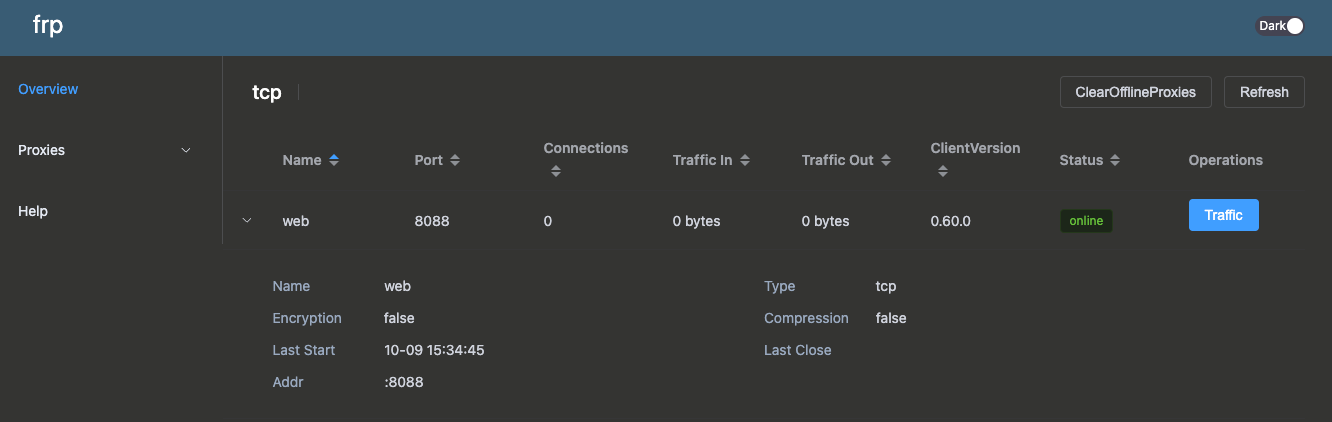 frp
Dark
Overview
Proxies
Help
tcp
ClearOfflineProxies Refresh
Name Port Connections Traffic In Traffic Out ClientVersion Status Operations
web 8088 0 0 bytes 0 bytes 0.60.0 online Traffic
Name web Type tcp
Encryption false Compression false
Last Start 10-09 15:34:45 Last Close
Addr :8088